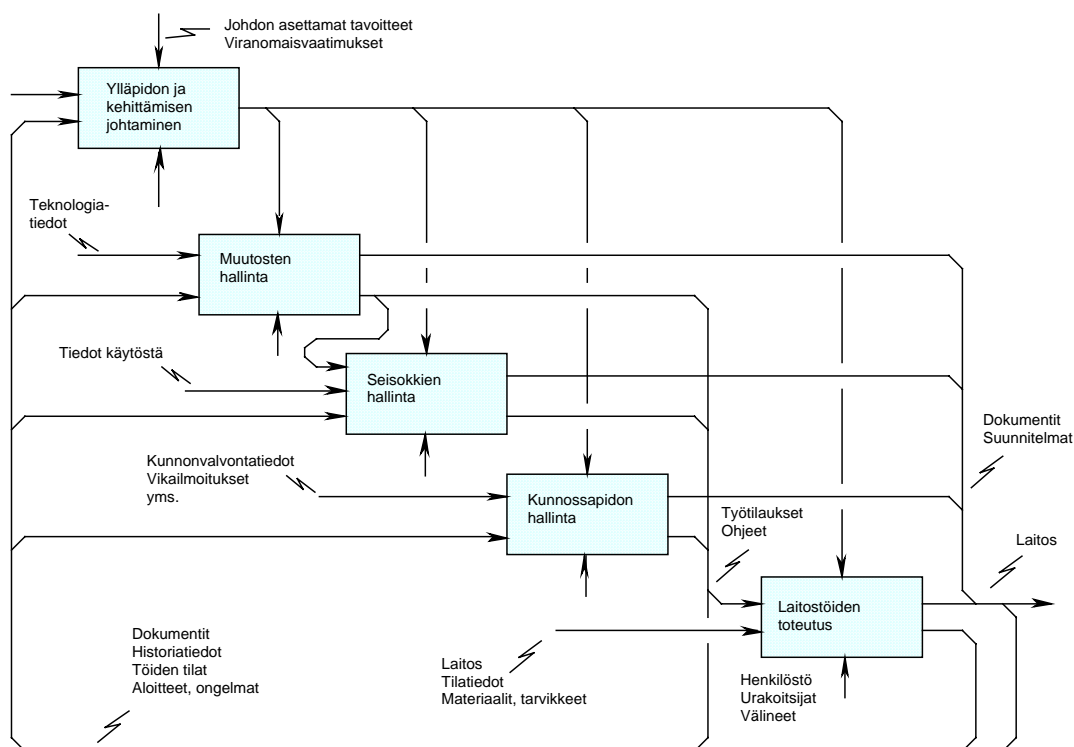 Johdon asettamat tavoitteet
Viranomaisvaatimukset
Ylläpidon ja
kehittämisen
johtaminen
Teknologia-
tiedot
Muutosten
hallinta
Tiedot käytöstä
Seisokkien
hallinta
Dokumentit
Suunnitelmat
Kunnonvalvontatiedot
Vikailmoitukset
yms.
Kunnossapidon
hallinta
Työtilaukset
Ohjeet
Laitos
Laitostöiden
toteutus
Dokumentit
Historiatiedot
Töiden tilat
Aloitteet, ongelmat
Laitos
Tilatiedot
Materiaalit, tarvikkeet
Henkilöstö
Urakoitsijat
Välineet